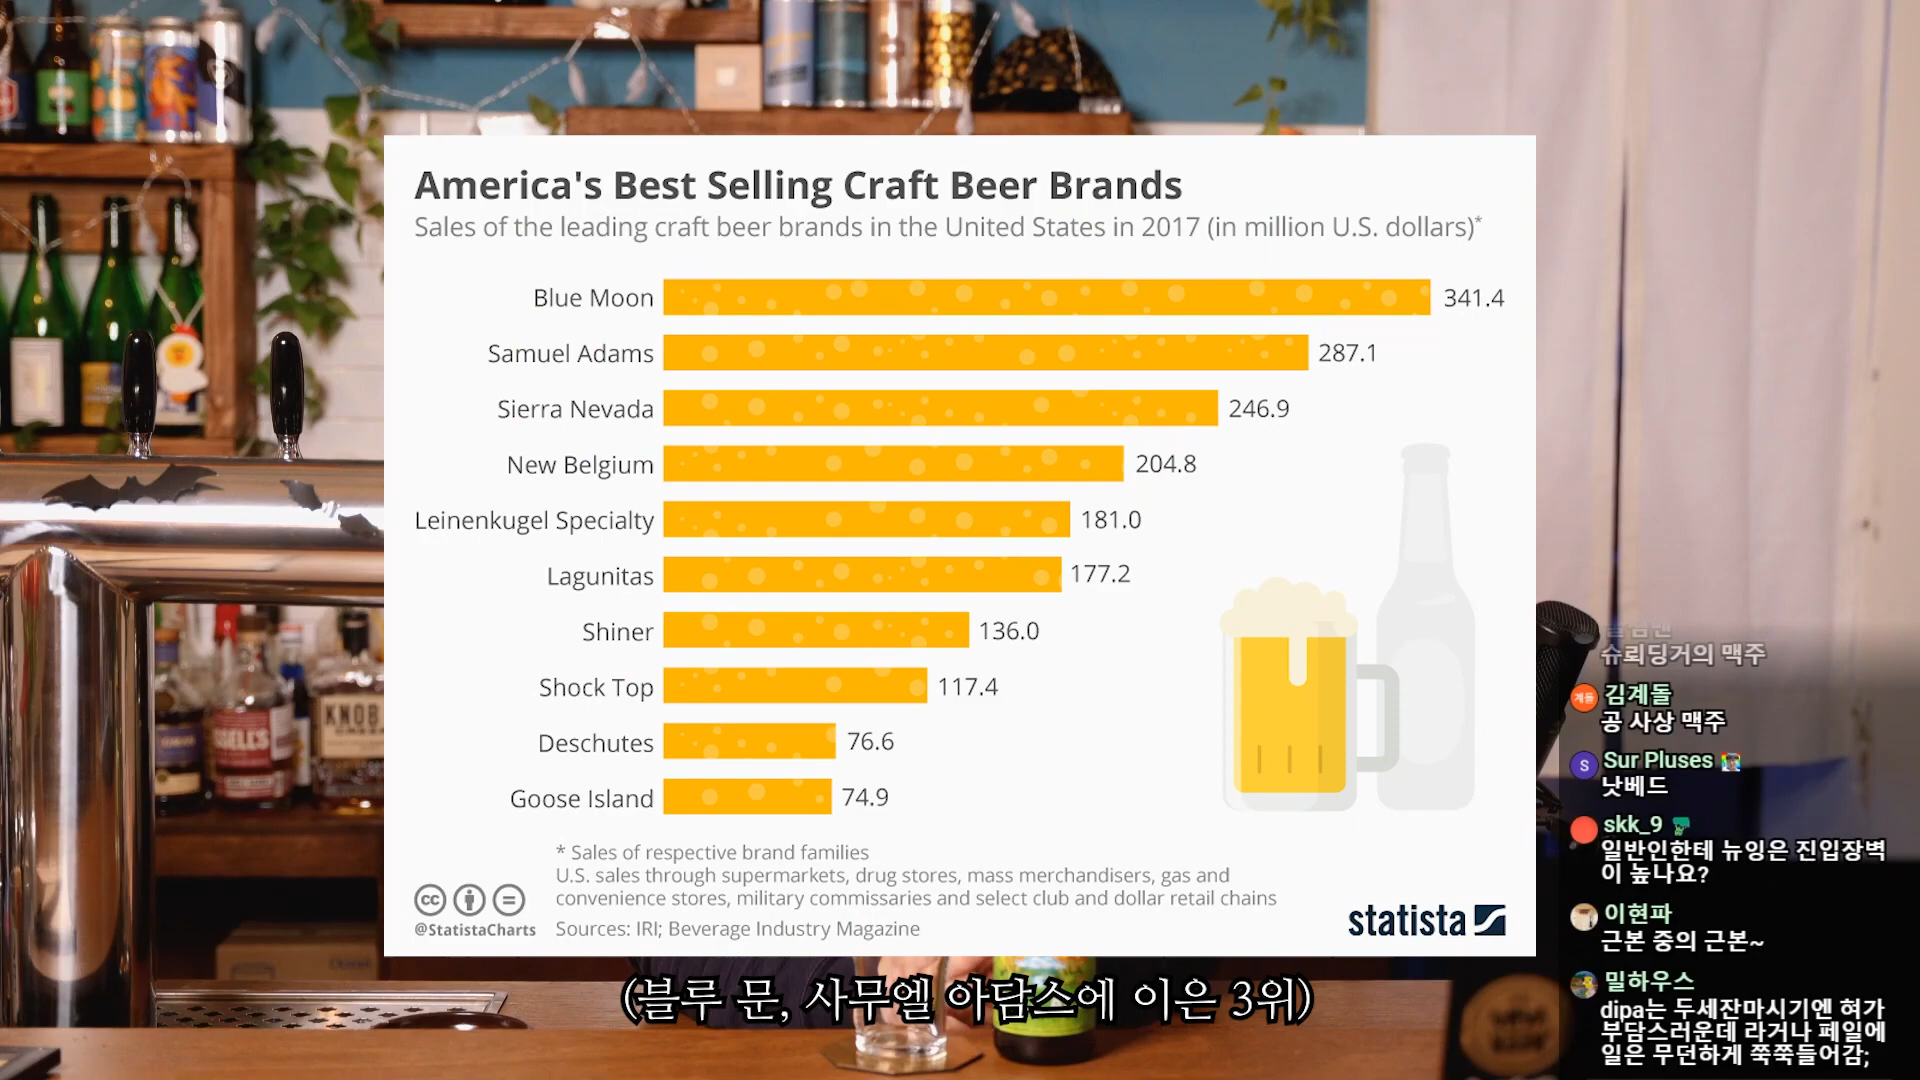 America's Best Selling Craft Beer Brands
Sales of the leading craft beer brands in the United States in 2017 (in million U.S. dollars)*
Blue Moon 341.4
Samuel Adams 287.1
Sierra Nevada 246.9
New Belgium 204.8
Leinenkugel Specialty 181.0
Lagunitas 177.2
Shiner 136.0
Shock Top 117.4
Deschutes 76.6
Goose Island 74.9
* Sales of respective brand families
U.S. sales through supermarkets, drug stores, mass merchandisers, gas and
convenience stores, military commissaries and select club and dollar retail chains
Sources: IRI; Beverage Industry Magazine
cc
@StatistaCharts
statista
(블루 문, 사무엘 아담스에 이은 3위)
KNOB
슈뢰딩거의 맥주
계돌
김계돌
공 사상 맥주
S
Sur Pluses
낫베드
skk_9
일반인한테 뉴잉은 진입장벽
이 높나요?
이현파
근본 중의 근본~
밀하우스
dipa는 두세잔마시기엔 혀가
부담스러운데 라거나 페일에
일은 무던하게 쭉쭉들어감;